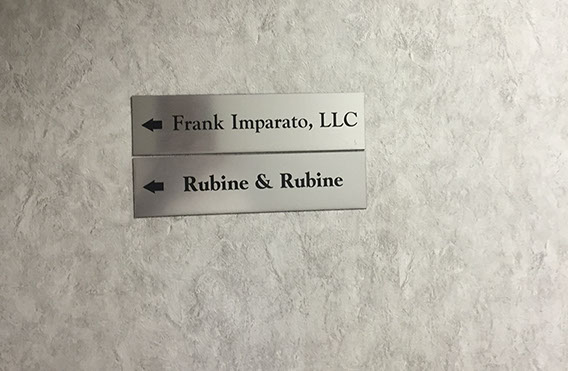 Frank Imparato, LLC
Rubine & Rubine